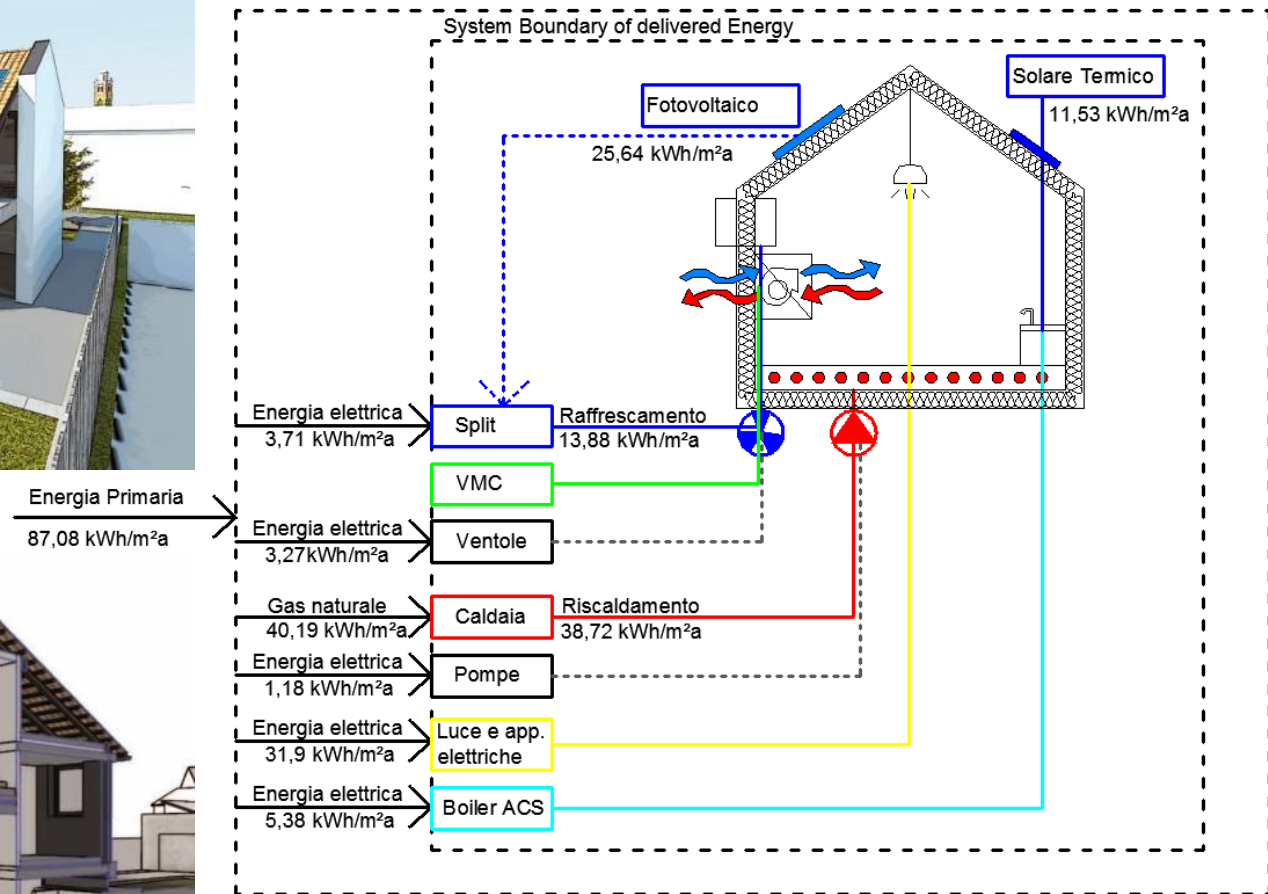 System Boundary of delivered Energy
Solare Termico
11,53 kWh/m²a
Fotovoltaico
25,64 kWh/m²a
Energia elettrica
3,71 kWh/m²a
Split
Raffrescamento
13,88 kWh/m²a
VMC
Energia Primaria
87,08 kWh/m²a
Energia elettrica
3,27kWh/m²a
Ventole
Gas naturale
40,19 kWh/m²a
Caldaia
Riscaldamento
38,72 kWh/m²a
Energia elettrica
1,18 kWh/m²a
Pompe
Energia elettrica
31,9 kWh/m²a
Luce e app.
elettriche
Energia elettrica
5,38 kWh/m²a
Boiler ACS